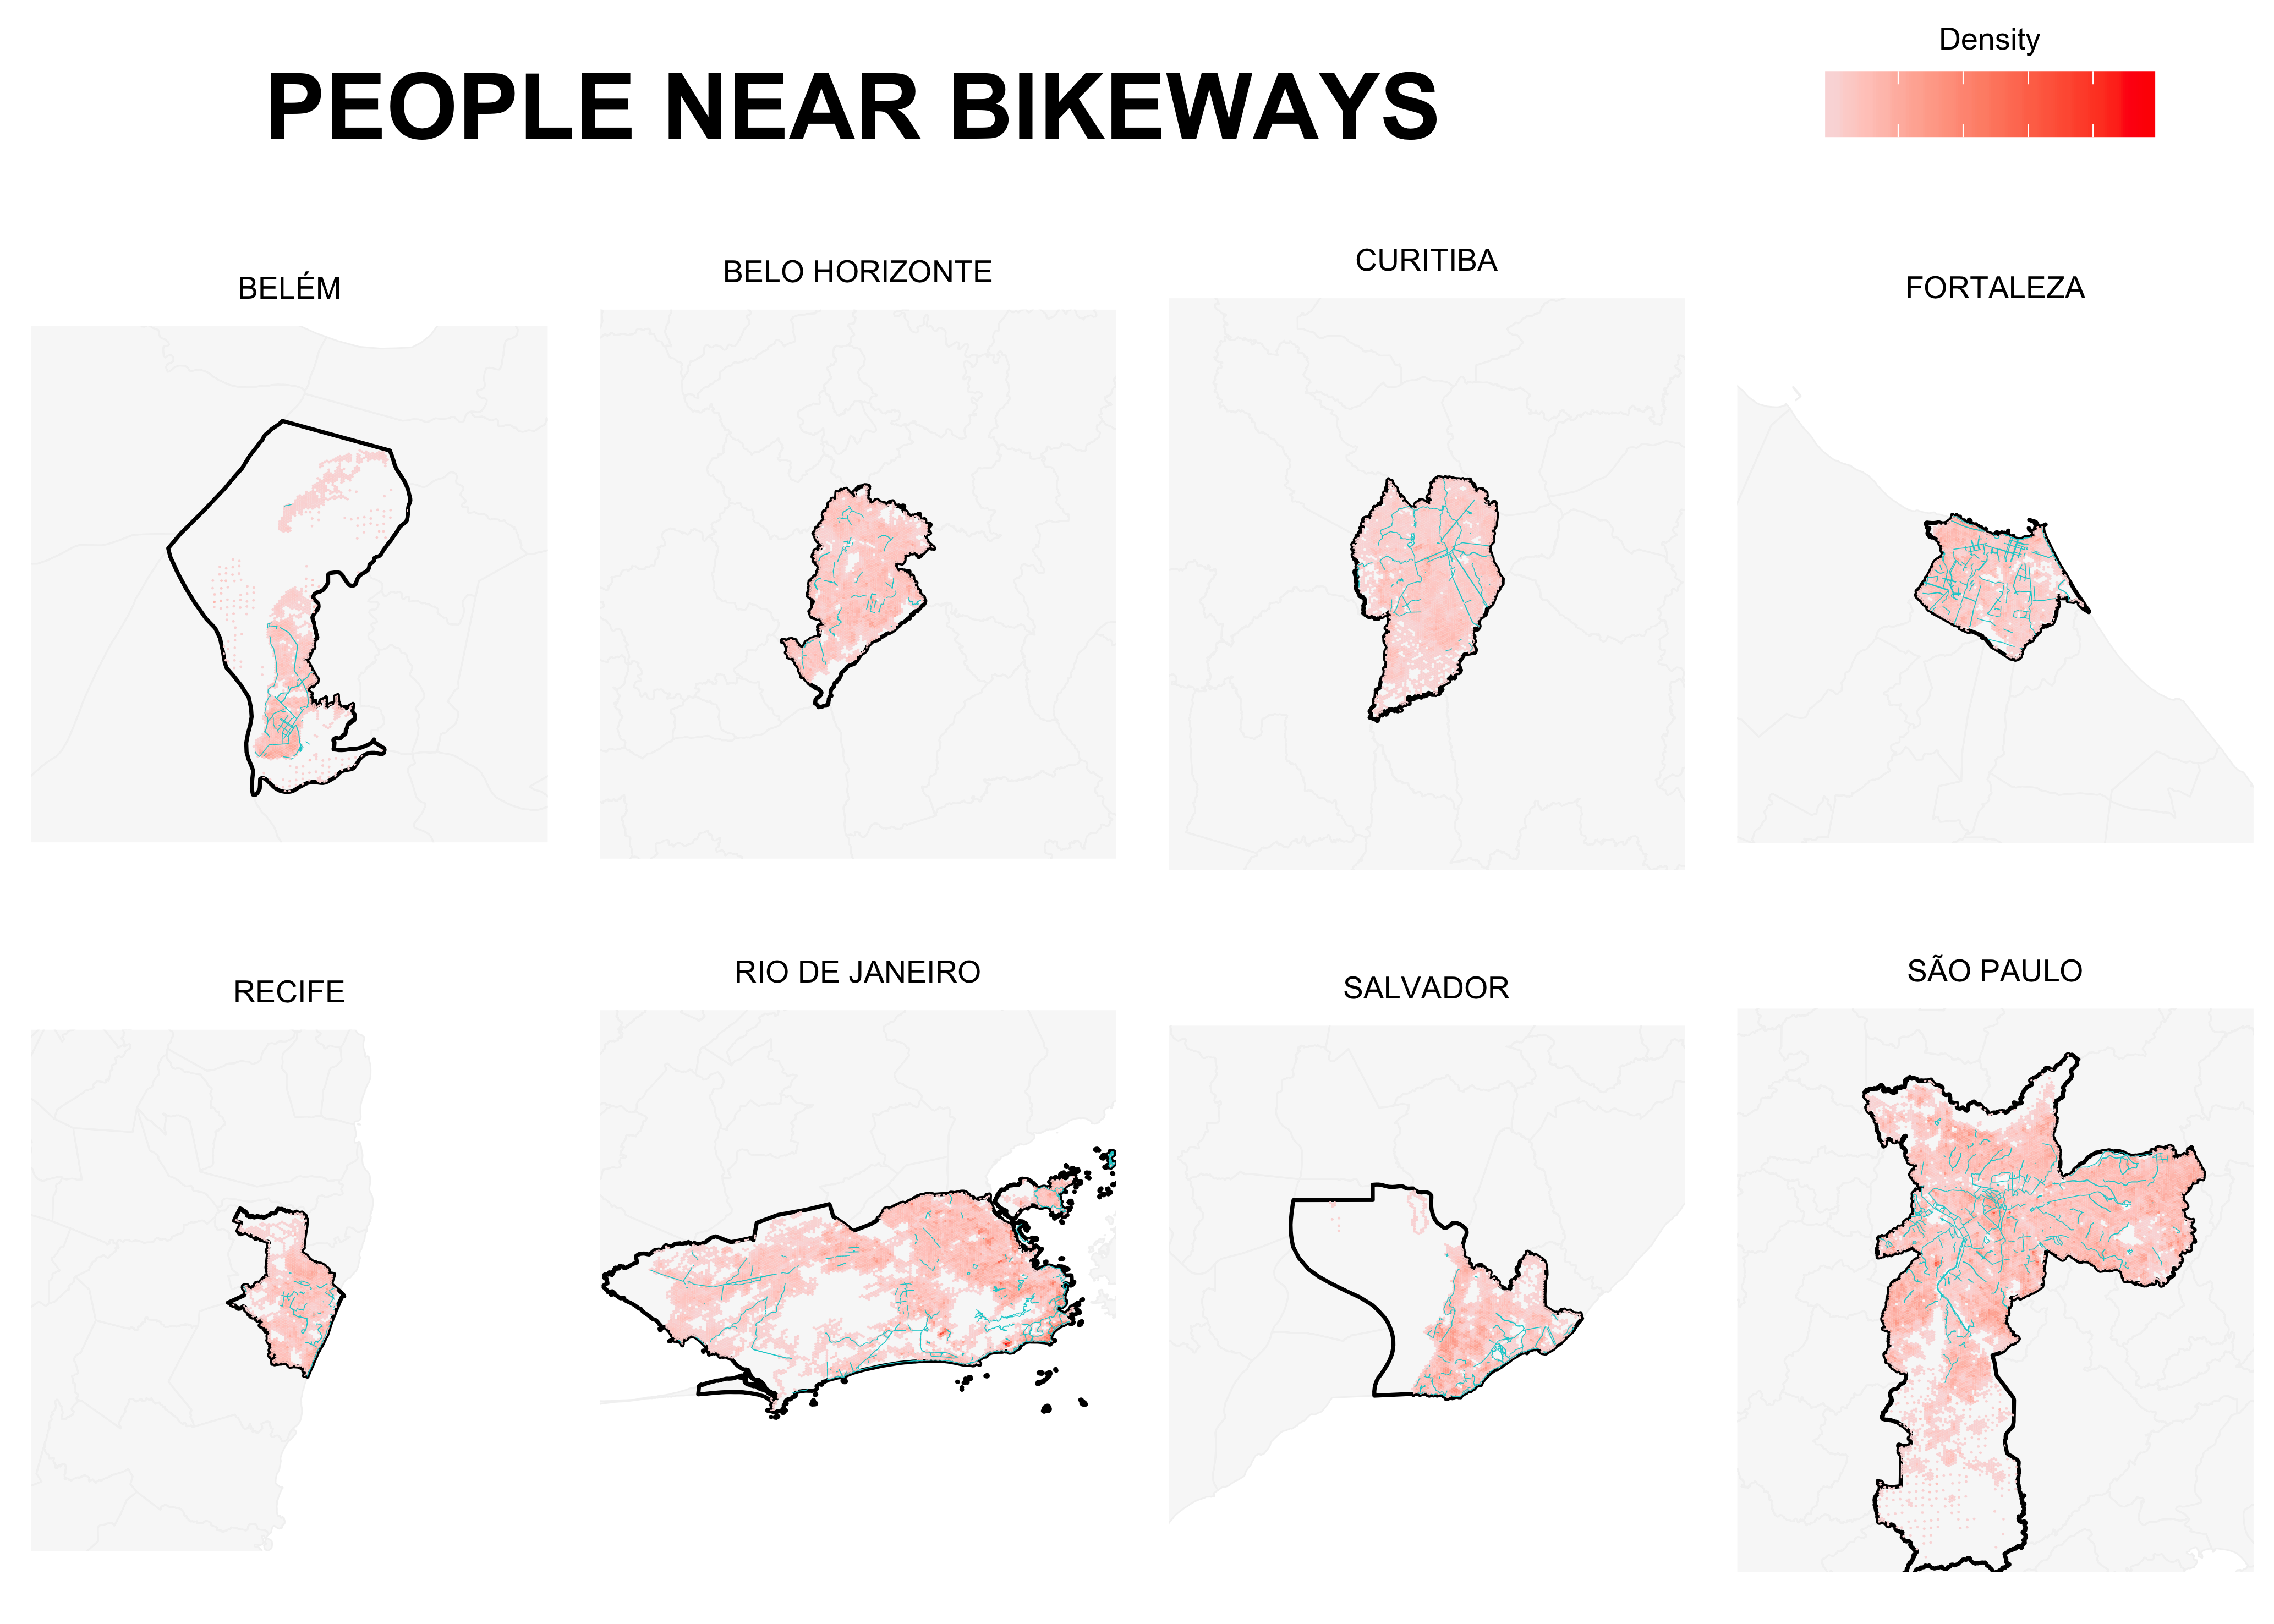 PEOPLE NEAR BIKEWAYS
Density
BELÉM
BELO HORIZONTE
CURITIBA
FORTALEZA
RECIFE
RIO DE JANEIRO
SALVADOR
SÃO PAULO